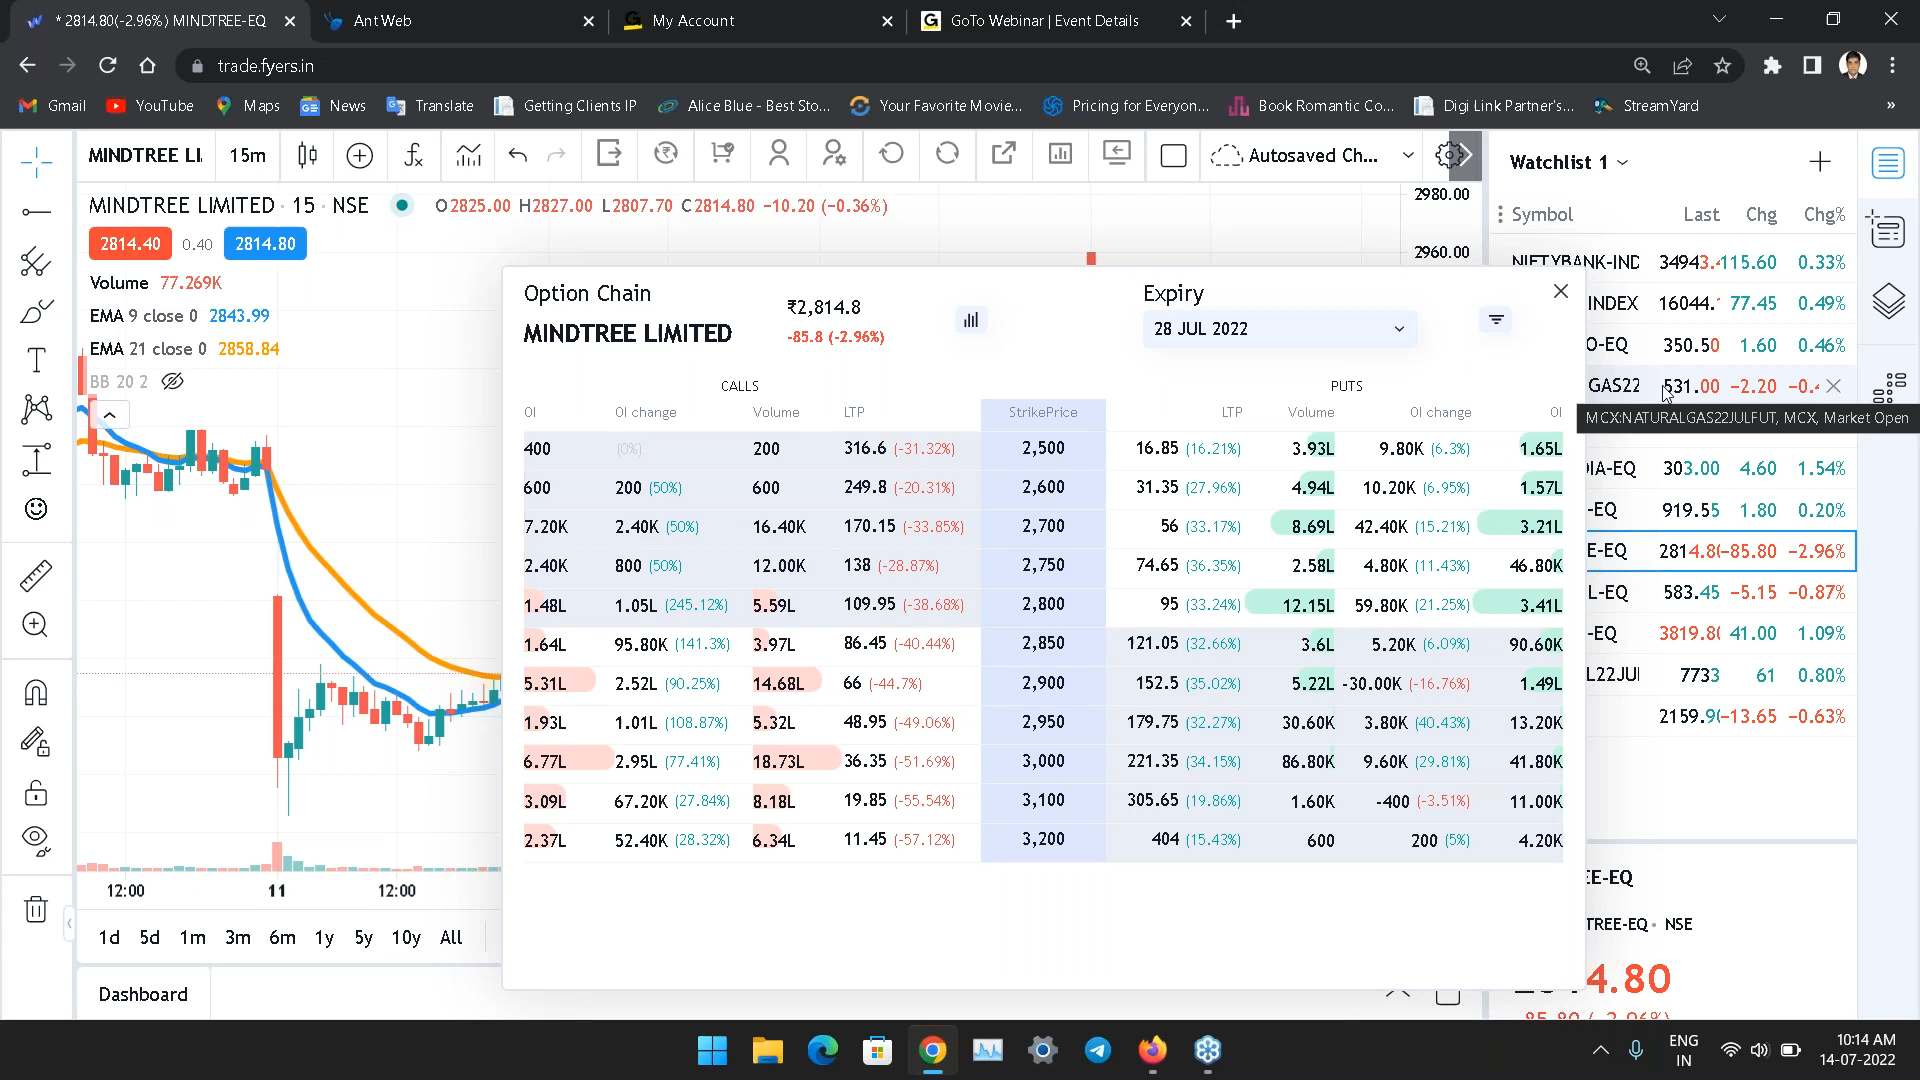 * 2814.80(-2.96%) MINDTREE-EQ
Ant Web
My Account
GoTo Webinar | Event Details
trade.fyers.in
Gmail YouTube Maps News Translate Getting Clients IP Alice Blue - Best Sto... Your Favorite Movie... Pricing for Everyon... Book Romantic Co... Digi Link Partner's... StreamYard »
MINDTREE LI 15m Autosaved Ch...
MINDTREE LIMITED · 15 · NSE O2825.00 H2827.00 L2807.70 C2814.80 −10.20 (−0.36%)
2814.40 0.40 2814.80
Volume 77.269K
EMA 9 close 0 2843.99
EMA 21 close 0 2858.84
BB 20 2
2980.00
2960.00
Option Chain
MINDTREE LIMITED
₹2,814.8
-85.8 (-2.96%)
Expiry
28 JUL 2022
CALLS PUTS
OI OI change Volume LTP StrikePrice LTP Volume OI change OI
400 (0%) 200 316.6 (-31.32%) 2,500 16.85 (16.21%) 3.93L 9.80K (6.3%) 1.65L
600 200 (50%) 600 249.8 (-20.31%) 2,600 31.35 (27.96%) 4.94L 10.20K (6.95%) 1.57L
7.20K 2.40K (50%) 16.40K 170.15 (-33.85%) 2,700 56 (33.17%) 8.69L 42.40K (15.21%) 3.21L
2.40K 800 (50%) 12.00K 138 (-28.87%) 2,750 74.65 (36.35%) 2.58L 4.80K (11.43%) 46.80K
1.48L 1.05L (245.12%) 5.59L 109.95 (-38.68%) 2,800 95 (33.24%) 12.15L 59.80K (21.25%) 3.41L
1.64L 95.80K (141.3%) 3.97L 86.45 (-40.44%) 2,850 121.05 (32.66%) 3.6L 5.20K (6.09%) 90.60K
5.31L 2.52L (90.25%) 14.68L 66 (-44.7%) 2,900 152.5 (35.02%) 5.22L -30.00K (-16.76%) 1.49L
1.93L 1.01L (108.87%) 5.32L 48.95 (-49.06%) 2,950 179.75 (32.27%) 30.60K 3.80K (40.43%) 13.20K
6.77L 2.95L (77.41%) 18.73L 36.35 (-51.69%) 3,000 221.35 (34.15%) 86.80K 9.60K (29.81%) 41.80K
3.09L 67.20K (27.84%) 8.18L 19.85 (-55.54%) 3,100 305.65 (19.86%) 1.60K -400 (-3.51%) 11.00K
2.37L 52.40K (28.32%) 6.34L 11.45 (-57.12%) 3,200 404 (15.43%) 600 200 (5%) 4.20K
12:00 11 12:00
1d 5d 1m 3m 6m 1y 5y 10y All
Dashboard
Watchlist 1
Symbol Last Chg Chg%
NIFTYBANK-IND 34943.4 115.60 0.33%
INDEX 16044. 77.45 0.49%
O-EQ 350.50 1.60 0.46%
GAS22 531.00 −2.20 −0.4
MCX:NATURALGAS22JULFUT, MCX, Market Open
IA-EQ 303.00 4.60 1.54%
-EQ 919.55 1.80 0.20%
E-EQ 2814.80 −85.80 −2.96%
L-EQ 583.45 −5.15 −0.87%
-EQ 3819.80 41.00 1.09%
L22JUI 7733 61 0.80%
2159.90 −13.65 −0.63%
EE-EQ
TREE-EQ · NSE
4.80
ENG
IN
10:14 AM
14-07-2022